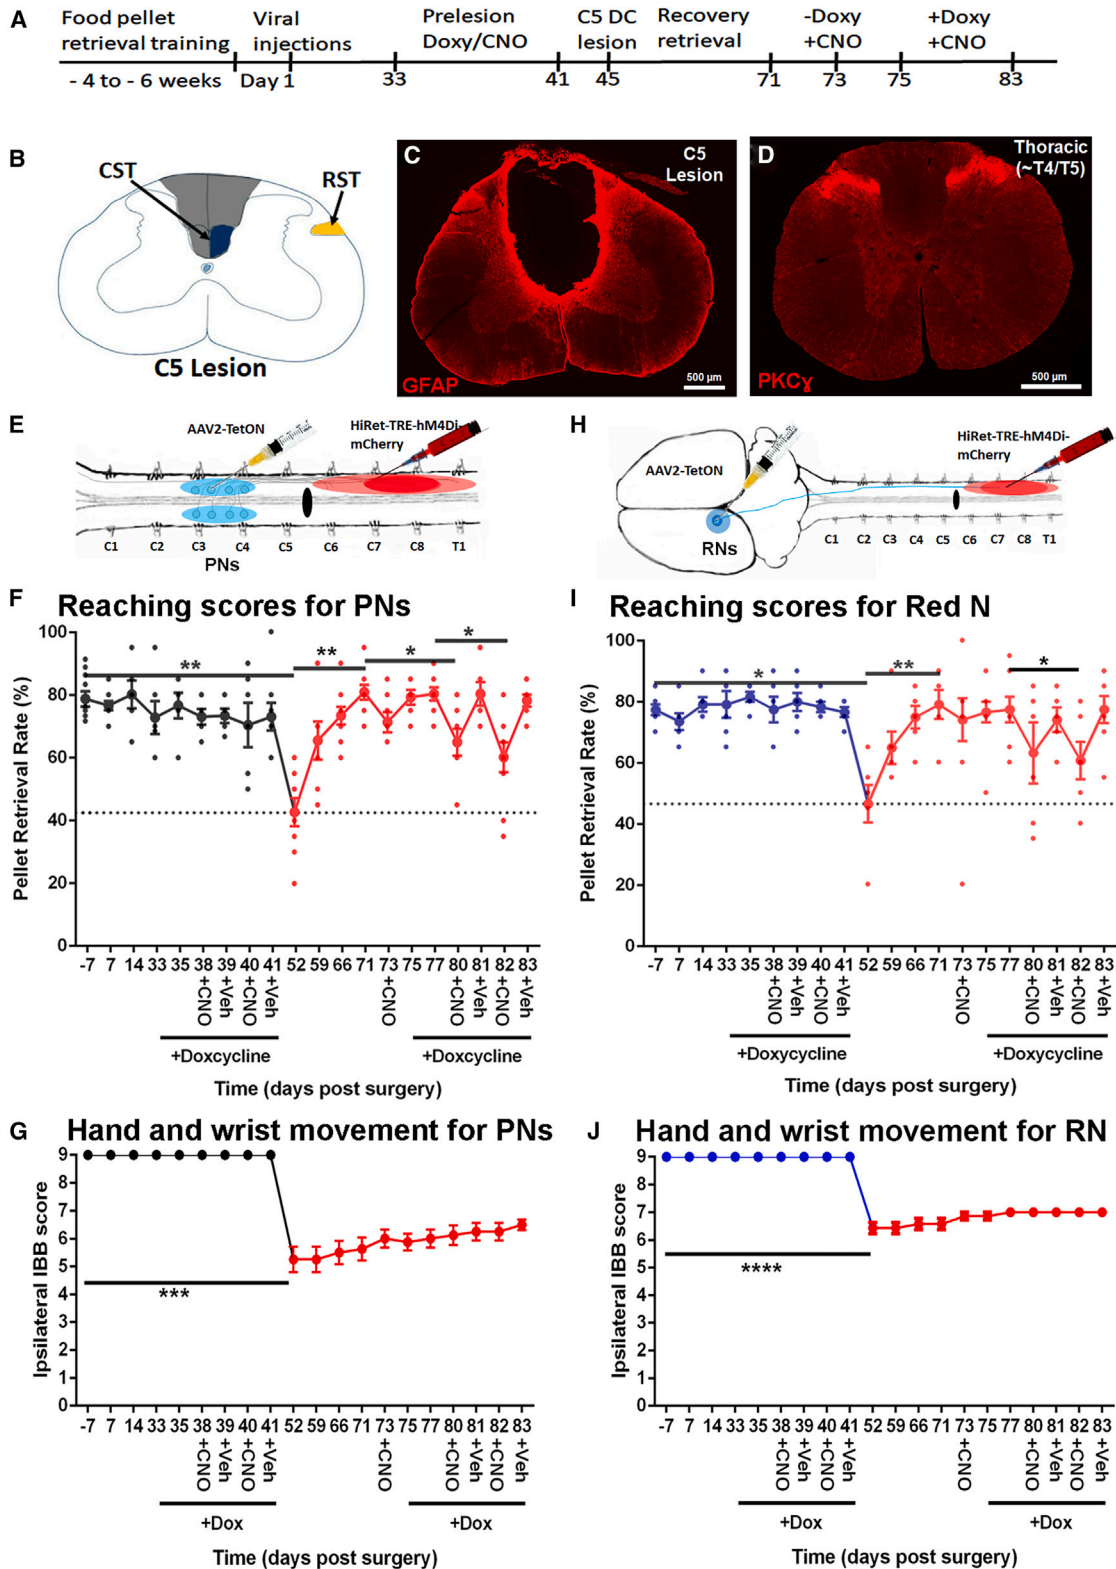 A
Food pellet retrieval training
Viral injections
Prelesion Doxy/CNO
C5 DC lesion
Recovery retrieval
-Doxy +CNO
+Doxy +CNO
- 4 to - 6 weeks Day 1 33 41 45 71 73 75 83
B
CST
RST
C5 Lesion
C
C5
Lesion
GFAP
500 µm
D
Thoracic
(~T4/T5)
PKCɣ
500 µm
E
AAV2-TetON
HiRet-TRE-hM4Di-
mCherry
C1 C2 C3 C4 C5 C6 C7 C8 T1
PNs
H
AAV2-TetON
HiRet-TRE-hM4Di-
mCherry
RNs
C1 C2 C3 C4 C5 C6 C7 C8 T1
F
Reaching scores for PNs
Pellet Retrieval Rate (%)
100
80
60
40
20
0
** ** * *
-7 7 14 33 35 38 39 40 41 52 59 66 71 73 75 77 80 81 82 83
+CNO +Veh +CNO +Veh +CNO +CNO +Veh +CNO +Veh
+Doxcycline +Doxcycline
Time (days post surgery)
I
Reaching scores for Red N
Pellet Retrieval Rate (%)
100
80
60
40
20
0
* ** *
-7 7 14 33 35 38 39 40 41 52 59 66 71 73 75 77 80 81 82 83
+CNO +Veh +CNO +Veh +CNO +CNO +Veh +CNO +Veh
+Doxycycline +Doxycycline
Time (days post surgery)
G
Hand and wrist movement for PNs
Ipsilateral IBB score
9
8
7
6
5
4
3
2
1
0
***
-7 7 14 33 35 38 39 40 41 52 59 66 71 73 75 77 80 81 82 83
+CNO +Veh +CNO +Veh +CNO +CNO +Veh +CNO +Veh
+Dox +Dox
Time (days post surgery)
J
Hand and wrist movement for RN
Ipsilateral IBB score
9
8
7
6
5
4
3
2
1
0
****
-7 7 14 33 35 38 39 40 41 52 59 66 71 73 75 77 80 81 82 83
+CNO +Veh +CNO +Veh +CNO +CNO +Veh +CNO +Veh
+Dox +Dox
Time (days post surgery)